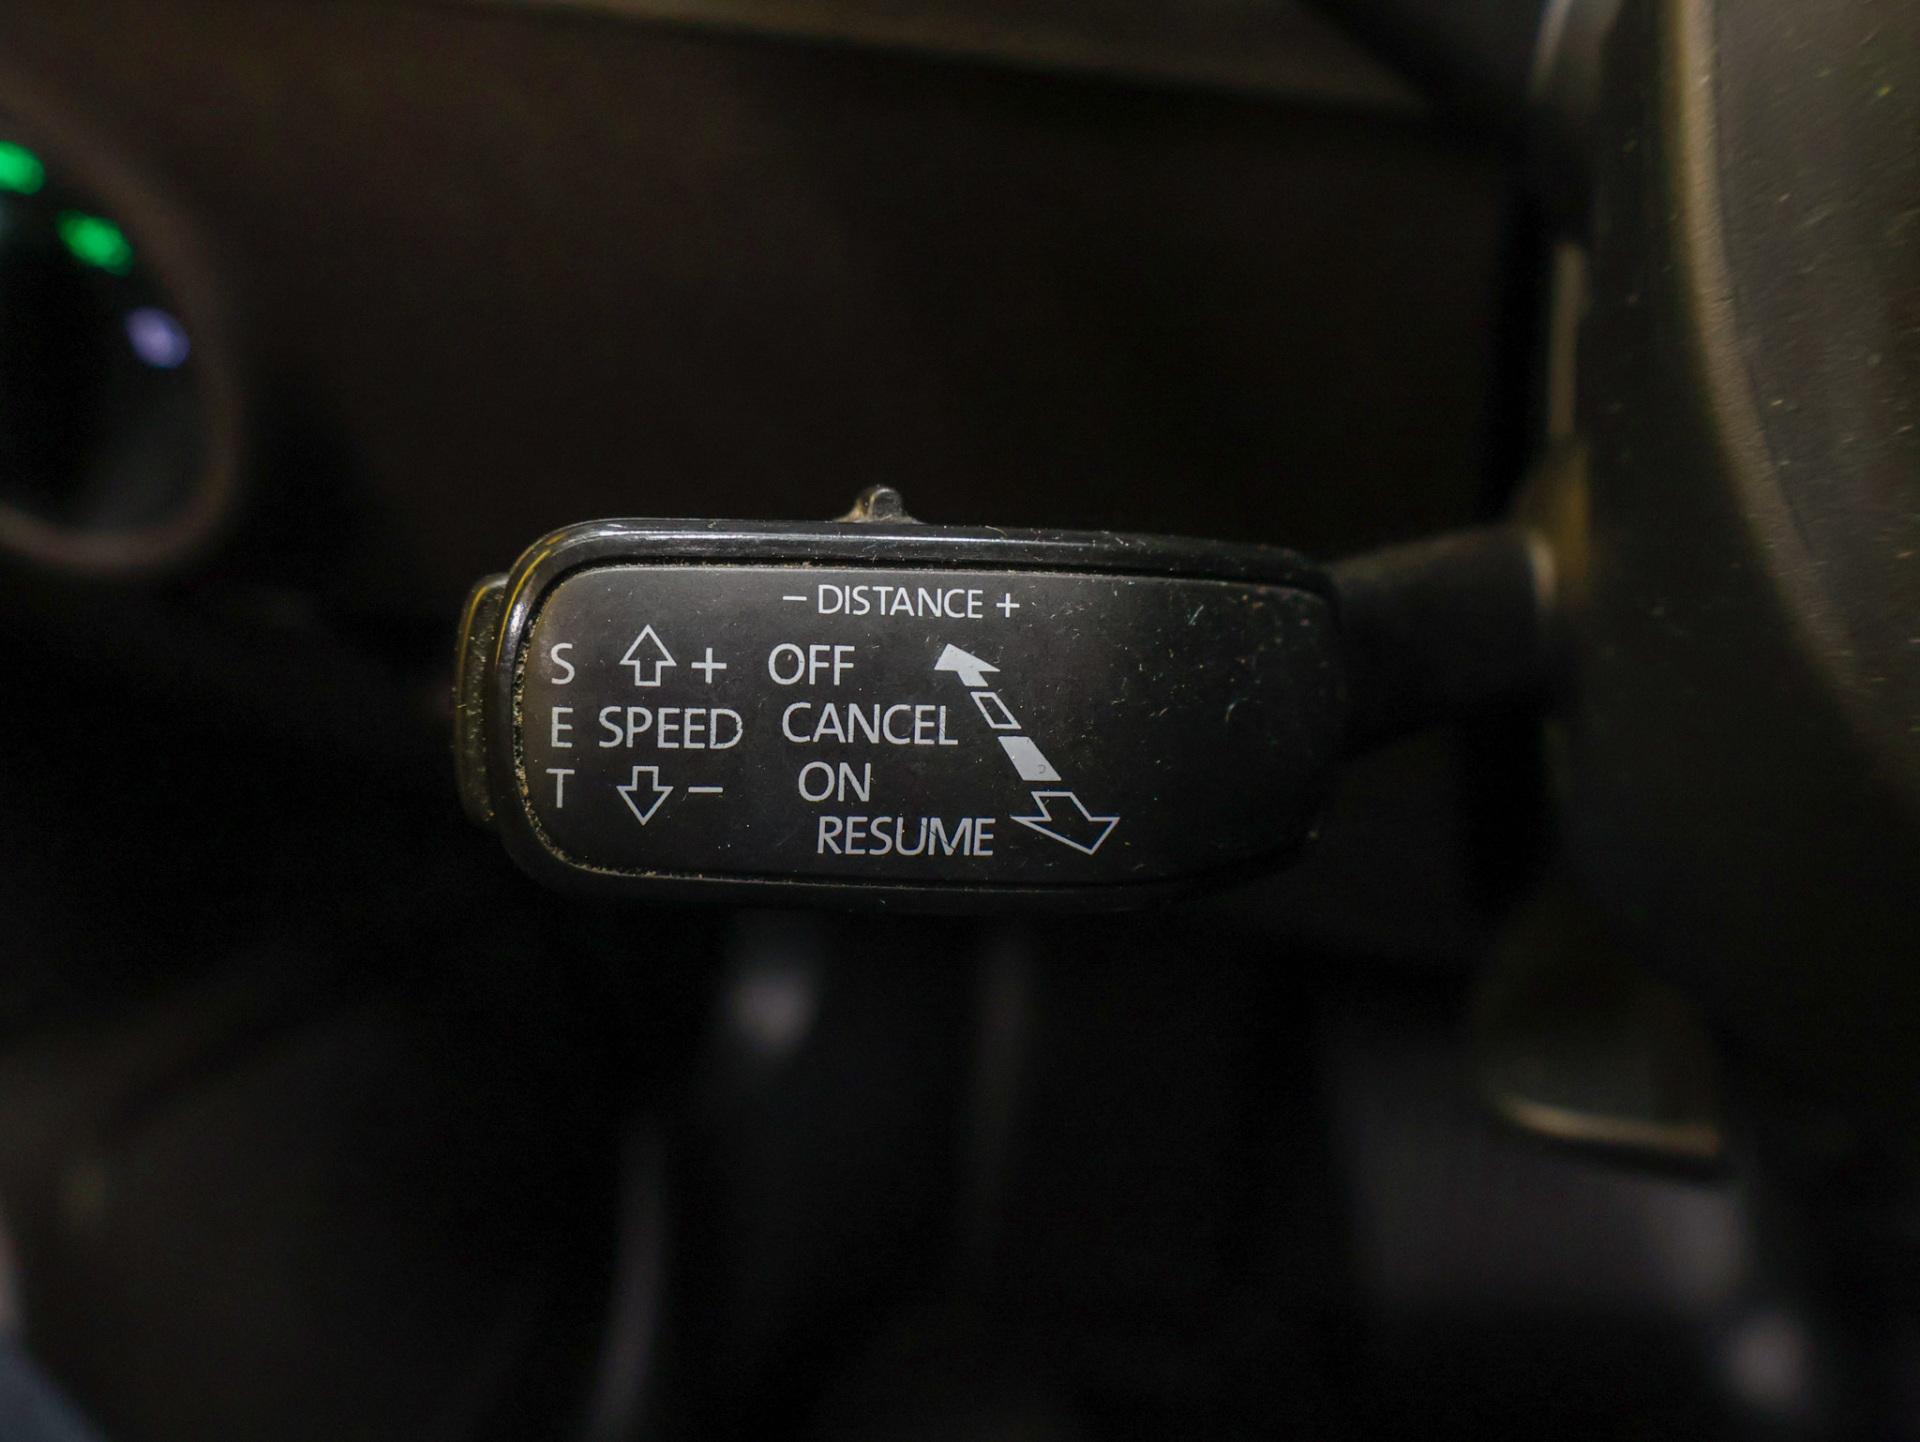 – DISTANCE +
S + OFF
E SPEED CANCEL
T – ON
RESUME